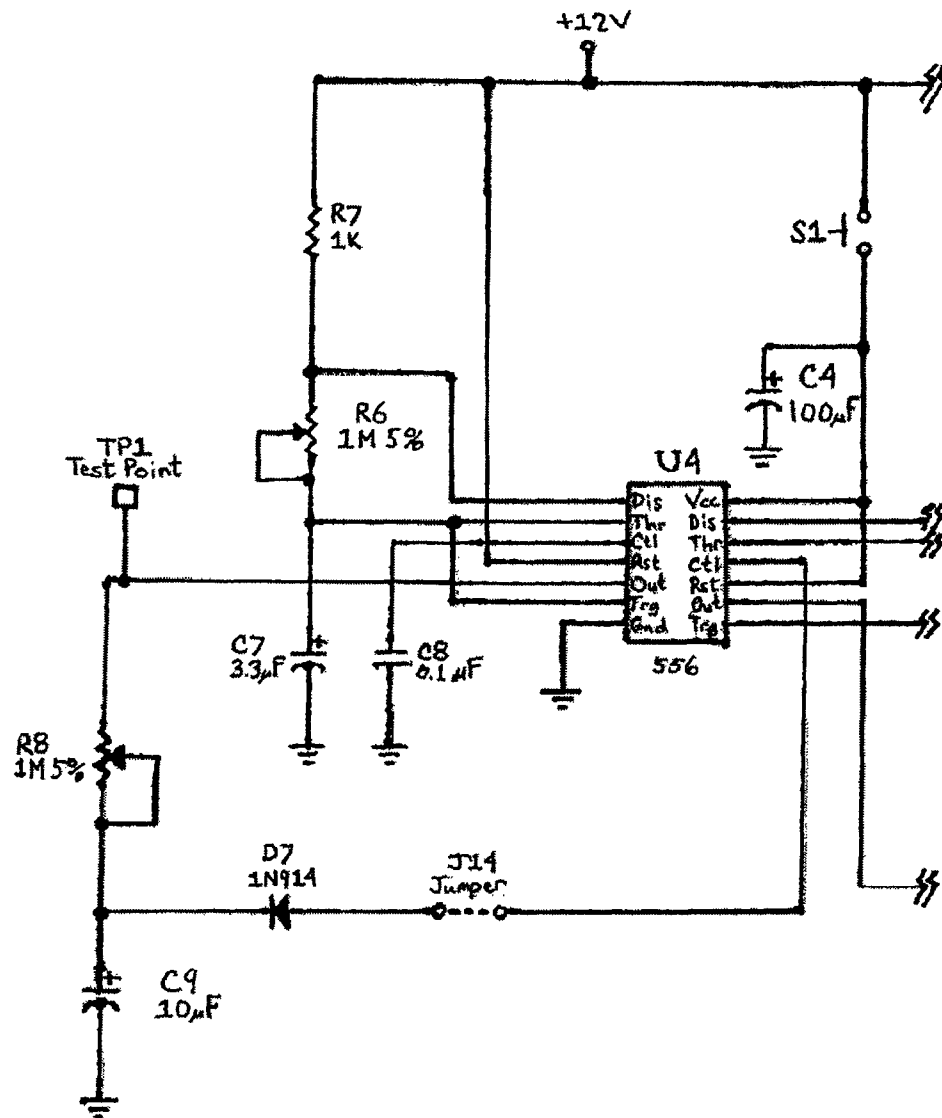 +12V
R7
1K
S1
C4
+
100µF
R6
1M 5%
TP1
Test Point
U4
Dis Vcc
Thr Dis
Ctl Thr
Rst Ctl
Out Rst
Trg Out
Gnd Trg
556
C7
+
3.3µF
C8
0.1µF
R8
1M 5%
D7
1N914
J14
Jumper
+
C9
10µF